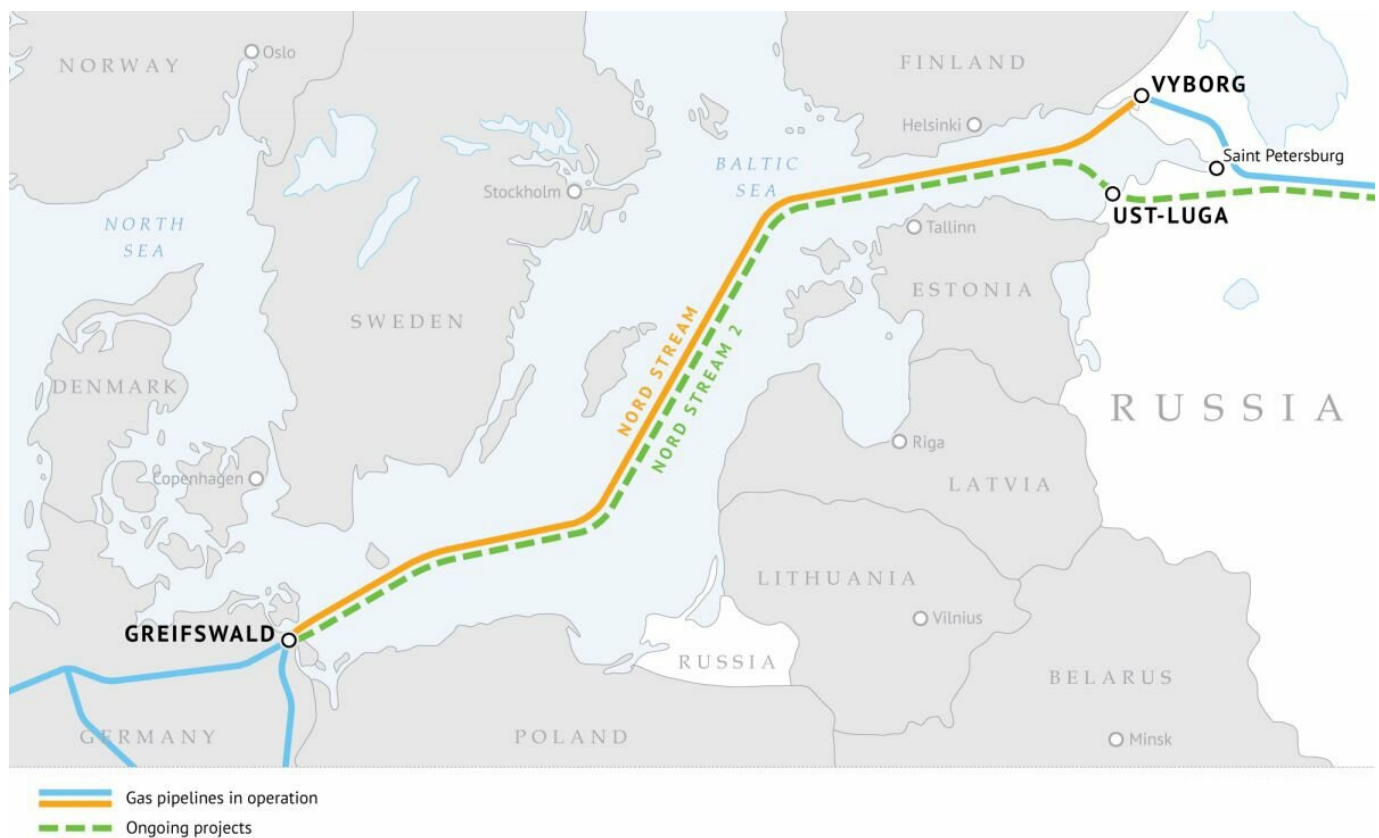 NORWAY
Oslo
FINLAND
VYBORG
Helsinki
Saint Petersburg
BALTIC
SEA
Stockholm
UST-LUGA
NORTH
SEA
Tallinn
ESTONIA
SWEDEN
NORD STREAM
NORD STREAM 2
DENMARK
RUSSIA
Riga
Copenhagen
LATVIA
LITHUANIA
Vilnius
GREIFSWALD
RUSSIA
BELARUS
GERMANY
POLAND
Minsk
Gas pipelines in operation
Ongoing projects